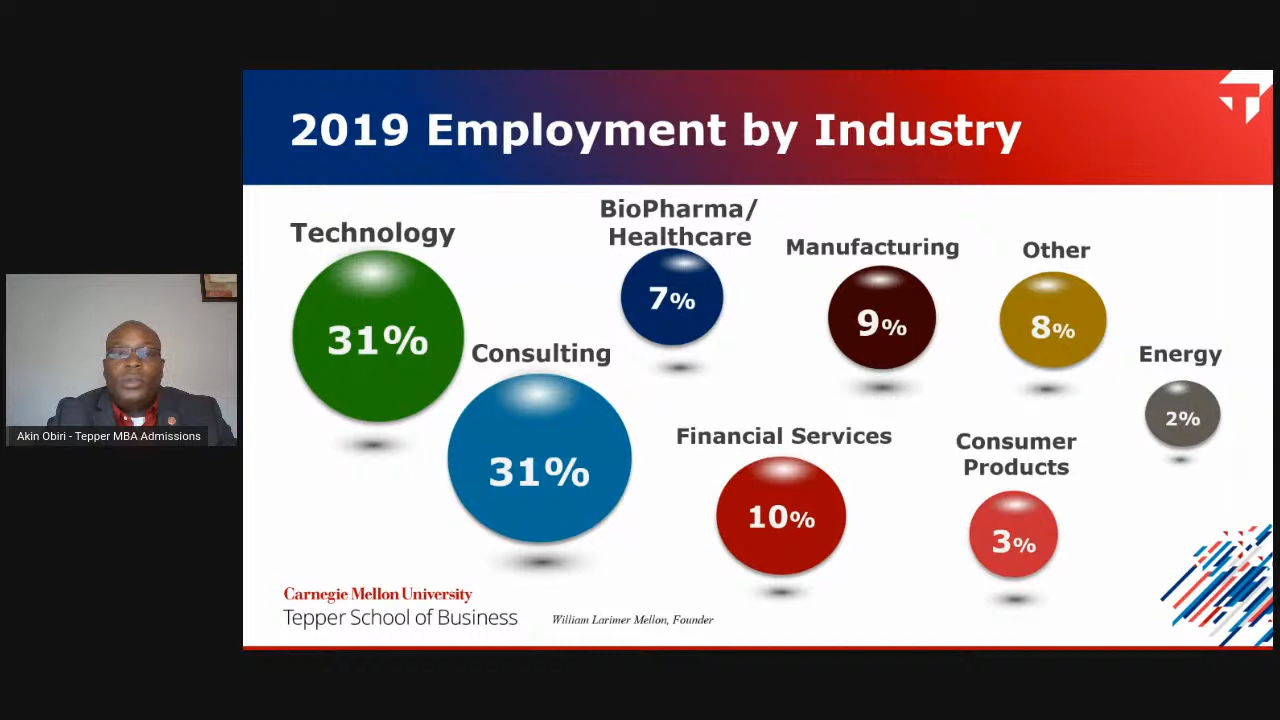 2019 Employment by Industry
Technology
31%
Consulting
31%
BioPharma/
Healthcare
7%
Manufacturing
9%
Other
8%
Energy
2%
Financial Services
10%
Consumer
Products
3%
Akin Obiri - Tepper MBA Admissions
Carnegie Mellon University
Tepper School of Business
William Larimer Mellon, Founder